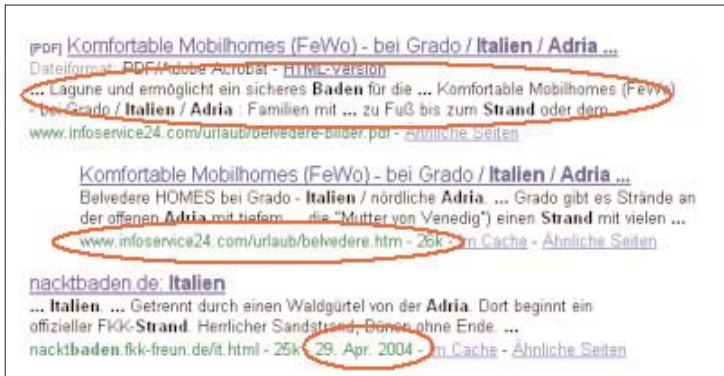 [PDF] Komfortable Mobilhomes (FeWo) - bei Grado / Italien / Adria ...
Dateiformat: PDF/Adobe Acrobat - HTML-Version
... Lagune und ermöglicht ein sicheres Baden für die ... Komfortable Mobilhomes (FeWo)
- bei Grado / Italien / Adria : Familien mit ... zu Fuß bis zum Strand oder dem
www.infoservice24.com/urlaub/belvedere-bilder.pdf - Ähnliche Seiten
Komfortable Mobilhomes (FeWo) - bei Grado / Italien / Adria ...
Belvedere HOMES bei Grado - Italien / nördliche Adria. ... Grado gibt es Strände an
der offenen Adria mit tiefem ... die "Mutter von Venedig") einen Strand mit vielen ...
www.infoservice24.com/urlaub/belvedere.htm - 26k - Im Cache - Ähnliche Seiten
nacktbaden.de: Italien
... Italien. ... Getrennt durch einen Waldgürtel von der Adria. Dort beginnt ein
offizieller FKK-Strand. Herrlicher Sandstrand, Dünen ohne Ende. ...
nacktbaden.fkk-freun.de/it.html - 25k - 29. Apr. 2004 - Im Cache - Ähnliche Seiten